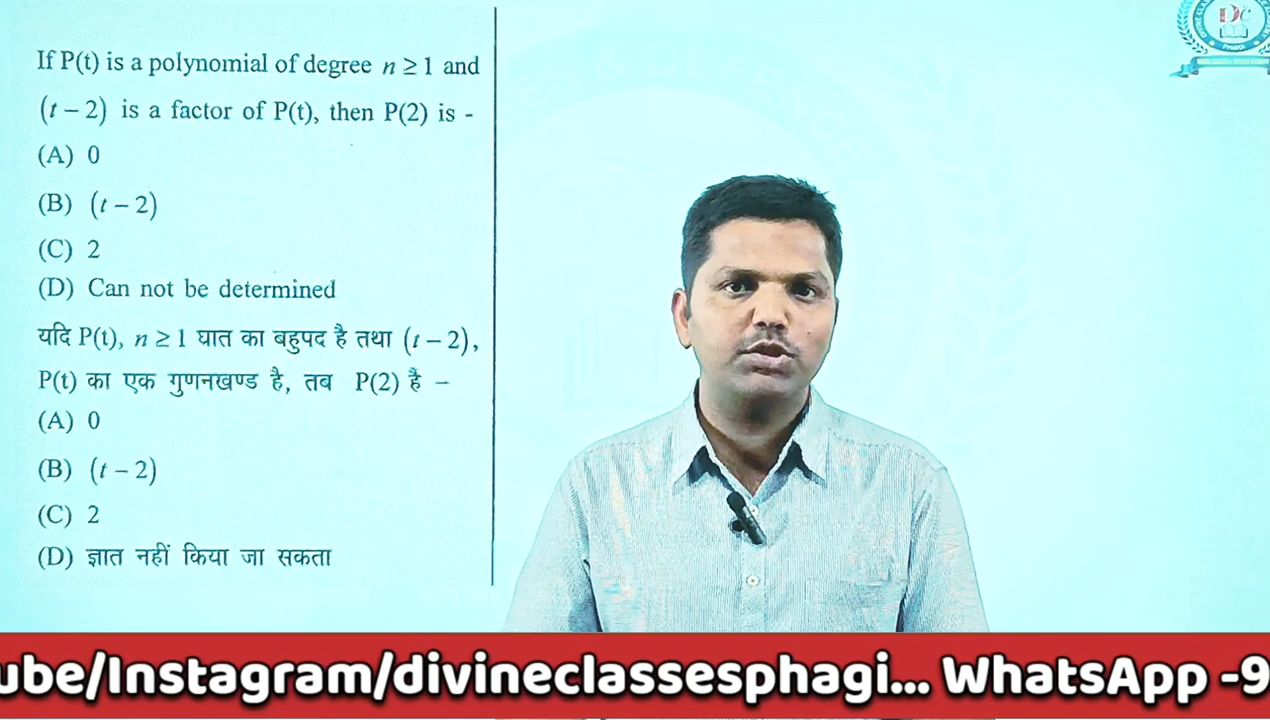 If P(t) is a polynomial of degree n ≥ 1 and
(t – 2) is a factor of P(t), then P(2) is -
(A) 0
(B) (t – 2)
(C) 2
(D) Can not be determined
यदि P(t), n ≥ 1 घात का बहुपद है तथा (t – 2),
P(t) का एक गुणनखण्ड है, तब P(2) है –
(A) 0
(B) (t – 2)
(C) 2
(D) ज्ञात नहीं किया जा सकता
DC
ube/Instagram/divineclassesphagi... WhatsApp -9